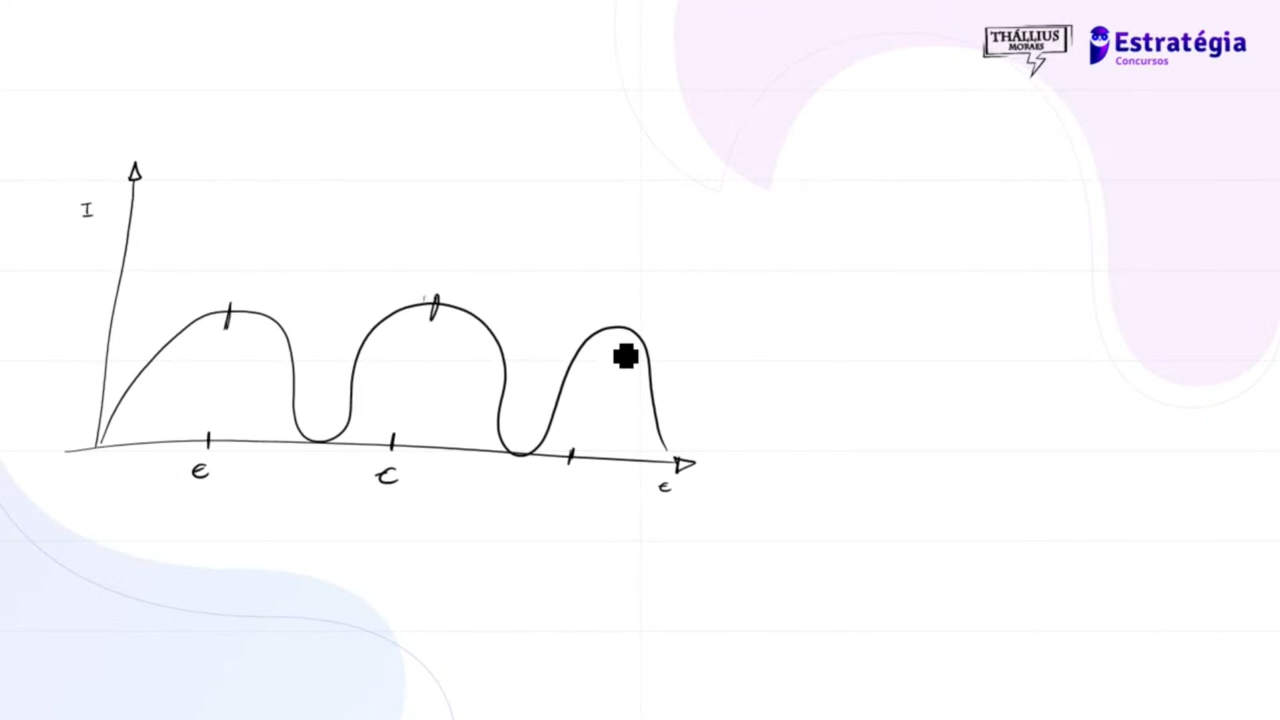 THÁLLIUS
MORAES
Estratégia
Concursos
I
E
E
E